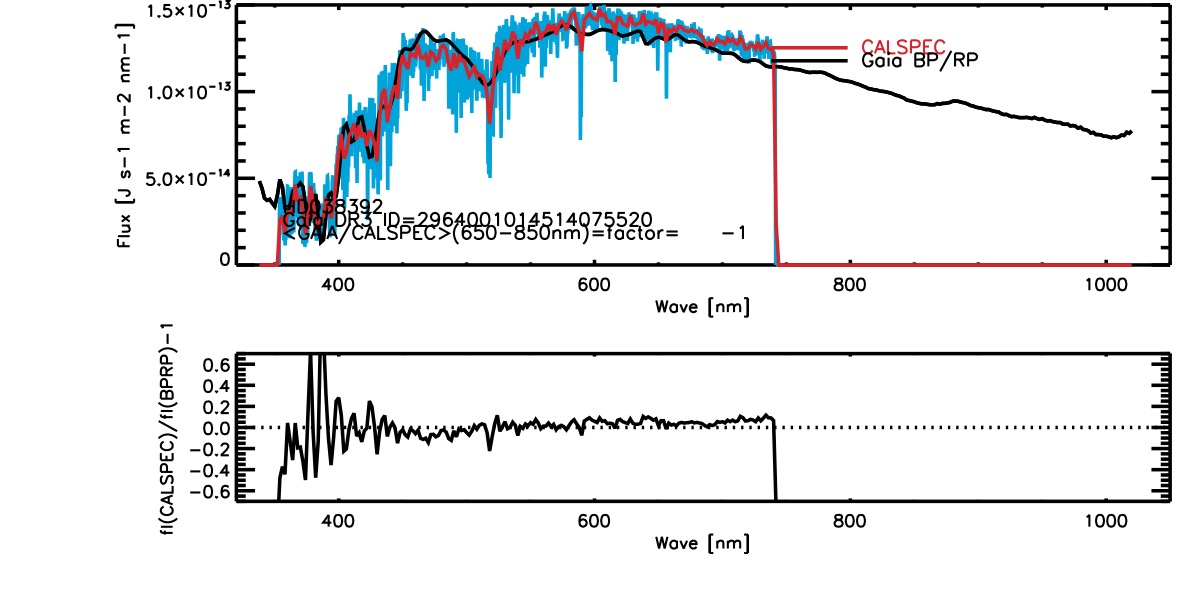 1.5×10−13
1.0×10−13
5.0×10−14
0
Flux [J s−1 m−2 nm−1]
CALSPEC
Gaia BP/RP
HD038392
Gaia DR3 ID=2964001014514075520
<GAIA/CALSPEC>(650−850nm)=factor= −1
400 600 800 1000
Wave [nm]
fl(CALSPEC)/fl(BPRP)−1
0.6
0.4
0.2
0.0
−0.2
−0.4
−0.6
400 600 800 1000
Wave [nm]